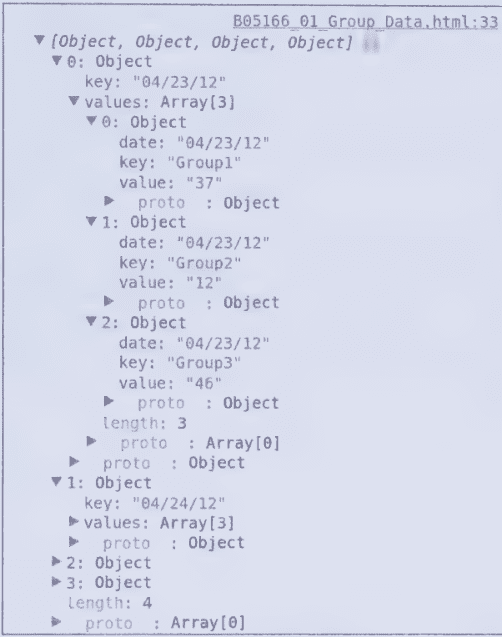 B05166_01_Group_Data.html:33
▼ [Object, Object, Object, Object]
▼ 0: Object
key: "04/23/12"
▼ values: Array[3]
▼ 0: Object
date: "04/23/12"
key: "Group1"
value: "37"
▶ proto : Object
▼ 1: Object
date: "04/23/12"
key: "Group2"
value: "12"
▶ proto : Object
▼ 2: Object
date: "04/23/12"
key: "Group3"
value: "46"
▶ proto : Object
length: 3
▶ proto : Array[0]
▶ proto : Object
▼ 1: Object
key: "04/24/12"
▶ values: Array[3]
▶ proto : Object
▶ 2: Object
▶ 3: Object
length: 4
▶ proto : Array[0]